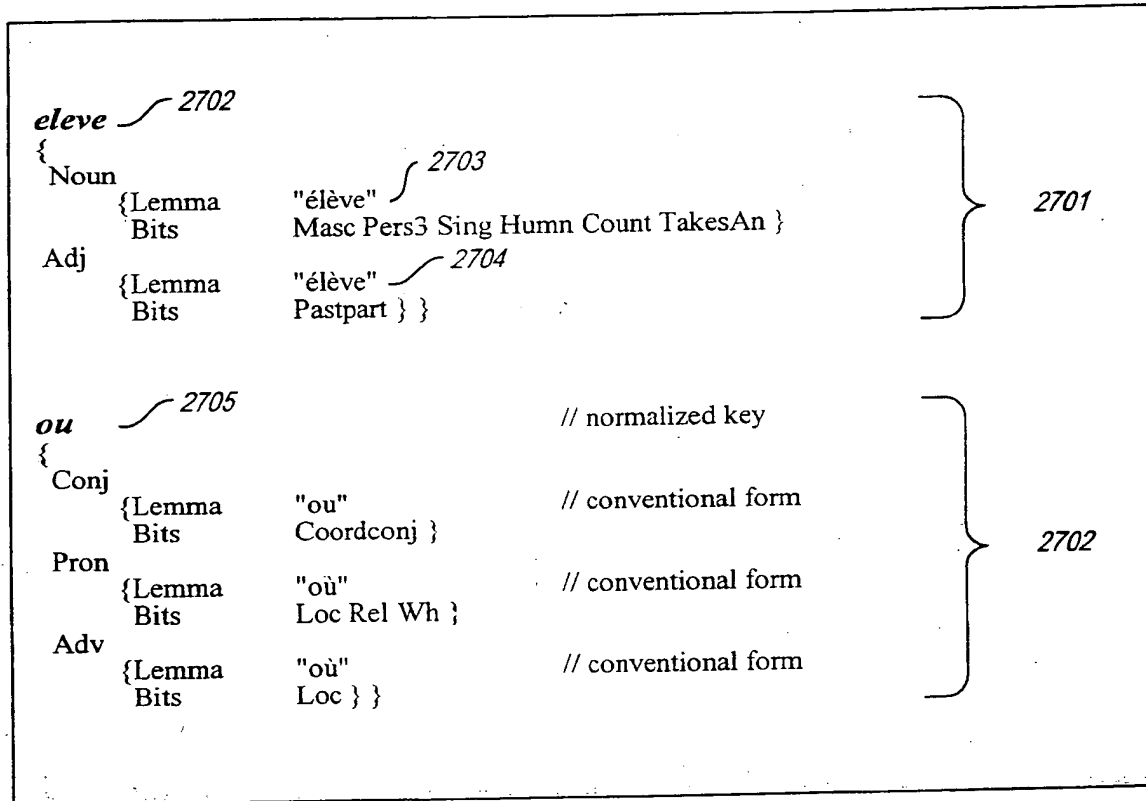 eleve 2702
{
Noun 2703
{Lemma "élève"
Bits Masc Pers3 Sing Humn Count TakesAn } 2701
Adj 2704
{Lemma "élève"
Bits Pastpart } }
ou 2705 // normalized key
{
Conj
{Lemma "ou" // conventional form
Bits Coordconj }
Pron 2702
{Lemma "où" // conventional form
Bits Loc Rel Wh }
Adv
{Lemma "où" // conventional form
Bits Loc } }